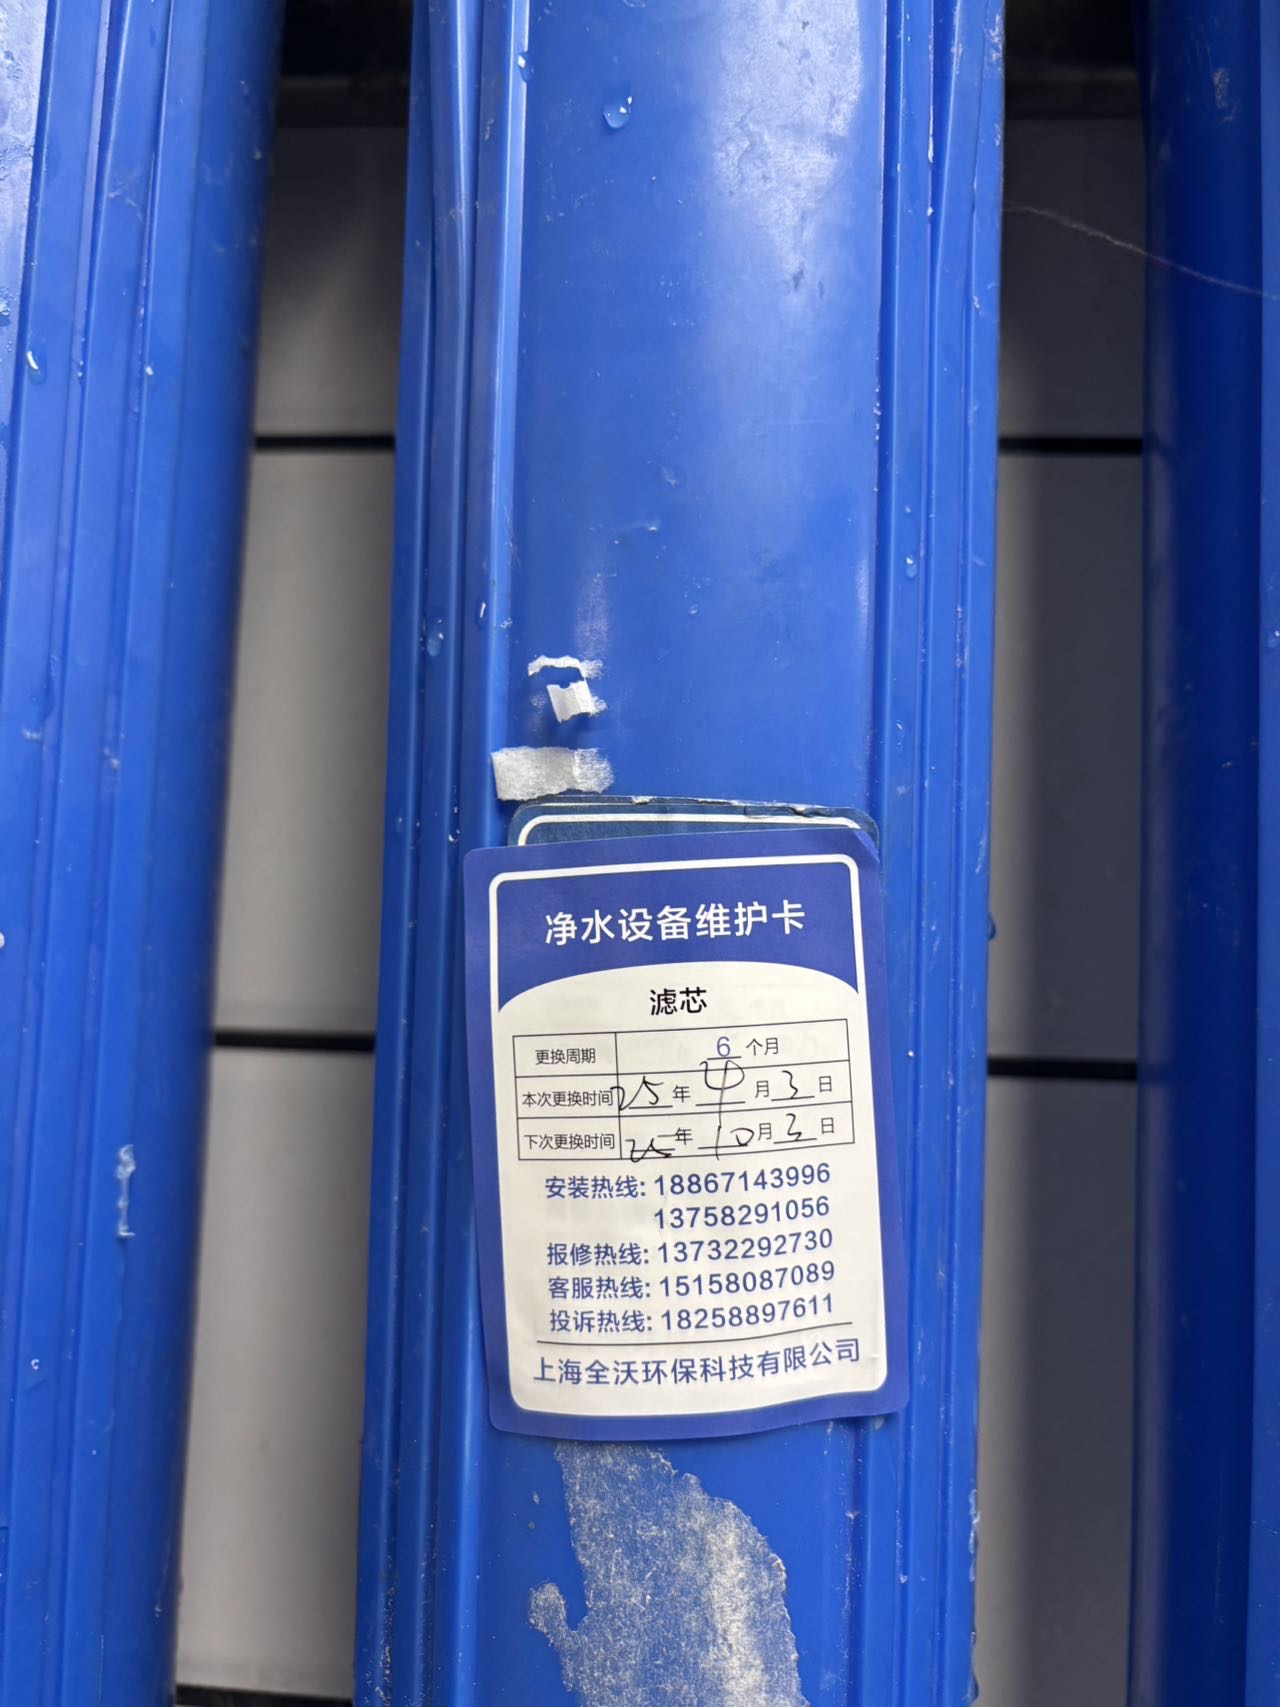 净水设备维护卡
滤芯
更换周期 6 个月
本次更换时间 25 年 4 月 3 日
下次更换时间 25 年 10 月 3 日
安装热线: 18867143996
13758291056
报修热线: 13732292730
客服热线: 15158087089
投诉热线: 18258897611
上海全沃环保科技有限公司